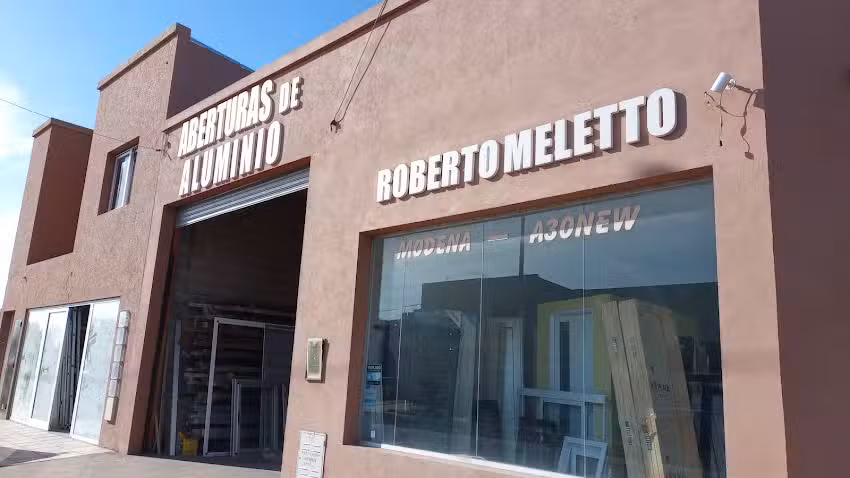 ABERTURAS DE
ALUMINIO
ROBERTO MELETTO
MODENA — A30NEW